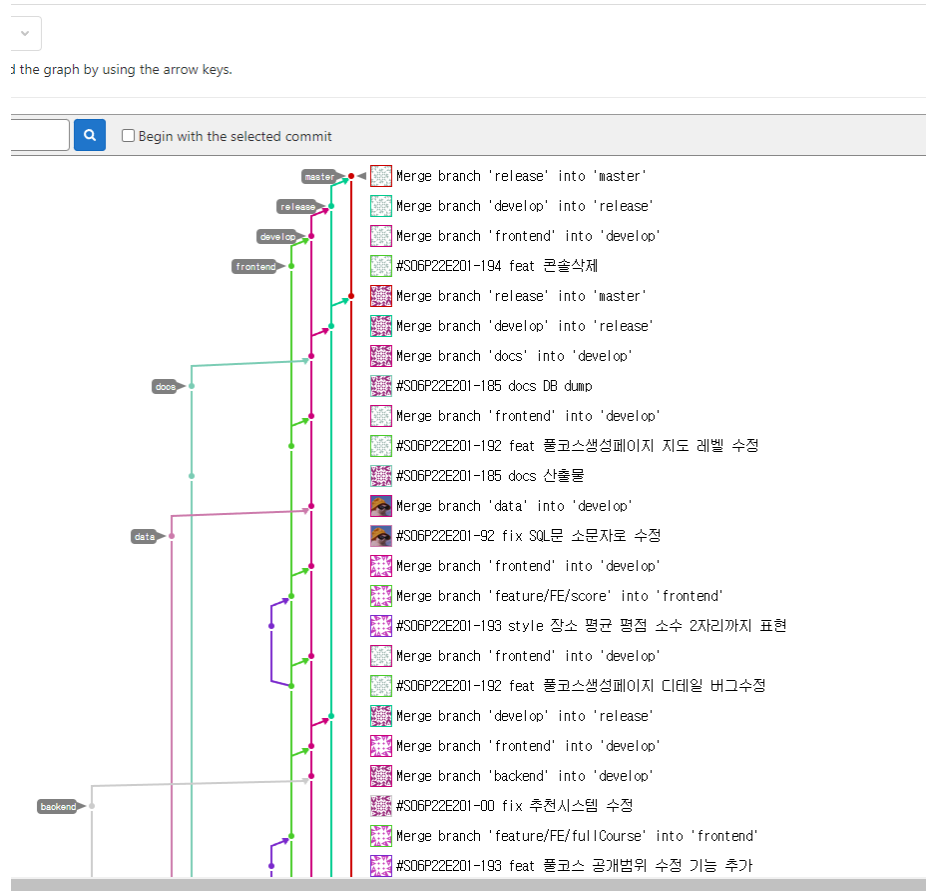 d the graph by using the arrow keys.
Begin with the selected commit
master Merge branch 'release' into 'master'
release Merge branch 'develop' into 'release'
develop Merge branch 'frontend' into 'develop'
frontend #S06P22E201-194 feat 콘솔삭제
Merge branch 'release' into 'master'
Merge branch 'develop' into 'release'
Merge branch 'docs' into 'develop'
docs #S06P22E201-185 docs DB dump
Merge branch 'frontend' into 'develop'
#S06P22E201-192 feat 풀코스생성페이지 지도 레벨 수정
#S06P22E201-185 docs 산출물
Merge branch 'data' into 'develop'
data #S06P22E201-92 fix SQL문 소문자로 수정
Merge branch 'frontend' into 'develop'
Merge branch 'feature/FE/score' into 'frontend'
#S06P22E201-193 style 장소 평균 평점 소수 2자리까지 표현
Merge branch 'frontend' into 'develop'
#S06P22E201-192 feat 풀코스생성페이지 디테일 버그수정
Merge branch 'develop' into 'release'
Merge branch 'frontend' into 'develop'
Merge branch 'backend' into 'develop'
backend #S06P22E201-00 fix 추천시스템 수정
Merge branch 'feature/FE/fullCourse' into 'frontend'
#S06P22E201-193 feat 풀코스 공개범위 수정 기능 추가